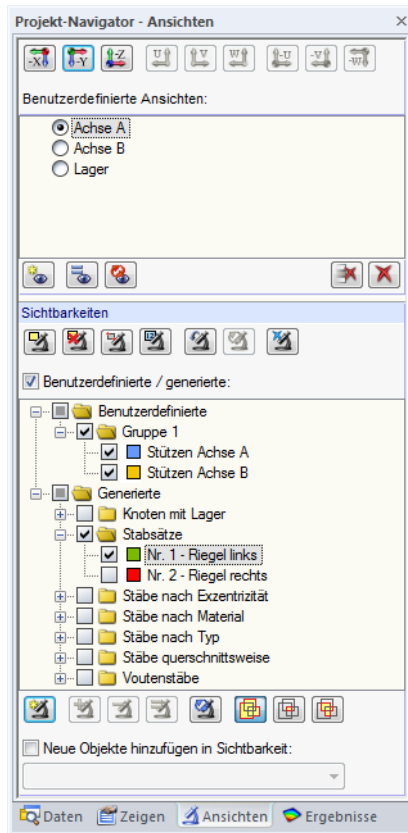 Projekt-Navigator - Ansichten
-X -Y -Z U V W -U -V -W
Benutzerdefinierte Ansichten:
Achse A
Achse B
Lager
Sichtbarkeiten
Benutzerdefinierte / generierte:
Benutzerdefinierte
Gruppe 1
Stützen Achse A
Stützen Achse B
Generierte
Knoten mit Lager
Stabsätze
Nr. 1 - Riegel links
Nr. 2 - Riegel rechts
Stäbe nach Exzentrizität
Stäbe nach Material
Stäbe nach Typ
Stäbe querschnittsweise
Voutenstäbe
Neue Objekte hinzufügen in Sichtbarkeit:
Daten Zeigen Ansichten Ergebnisse